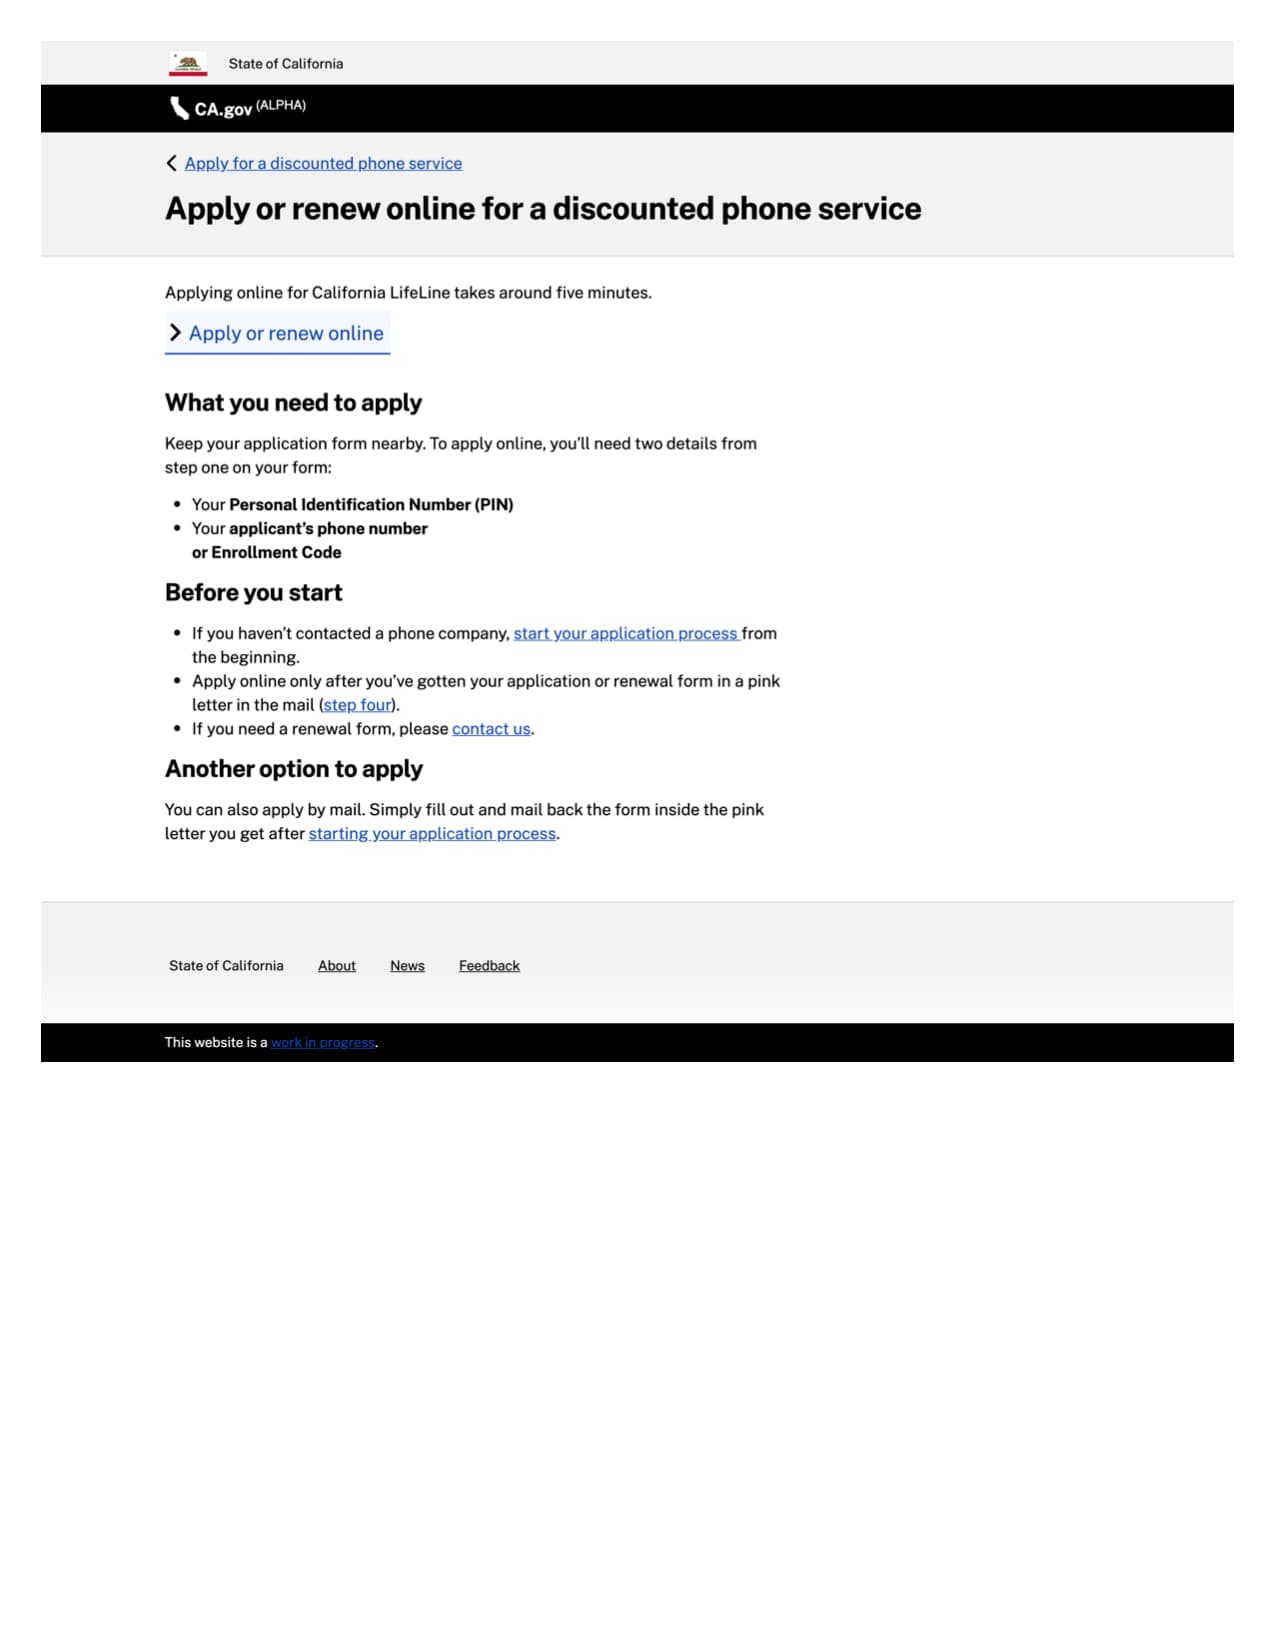 State of California
CA.gov (ALPHA)
Apply for a discounted phone service
Apply or renew online for a discounted phone service
Applying online for California LifeLine takes around five minutes.
Apply or renew online
What you need to apply
Keep your application form nearby. To apply online, you’ll need two details from
step one on your form:
• Your Personal Identification Number (PIN)
• Your applicant’s phone number
or Enrollment Code
Before you start
• If you haven’t contacted a phone company, start your application process from
the beginning.
• Apply online only after you’ve gotten your application or renewal form in a pink
letter in the mail (step four).
• If you need a renewal form, please contact us.
Another option to apply
You can also apply by mail. Simply fill out and mail back the form inside the pink
letter you get after starting your application process.
State of California About News Feedback
This website is a work in progress.